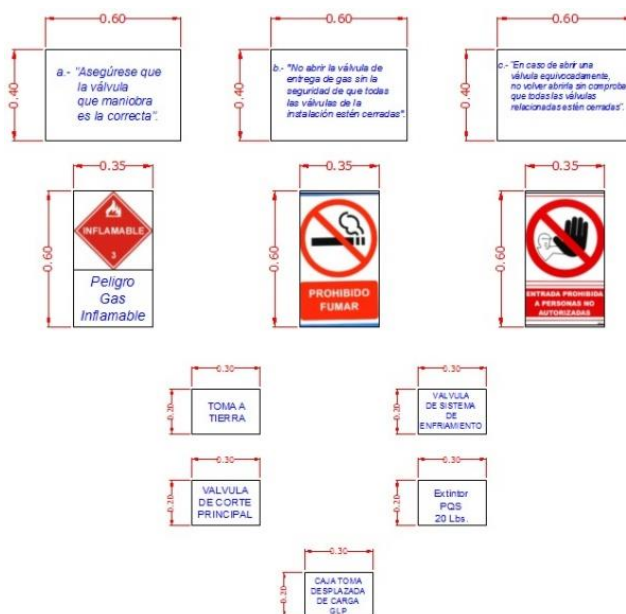 0.60
0.60
0.60
0.40
a.- "Asegúrese que
la válvula
que maniobra
es la correcta".
0.40
b.- "No abrir la válvula de
entrega de gas sin la
seguridad de que todas
las válvulas de la
instalación estén cerradas".
0.40
c.- "En caso de abrir una
válvula equivocadamente,
no volver abrirla sin comprobar
que todas las válvulas
relacionadas estén cerradas".
0.35
0.35
0.35
0.60
INFLAMABLE
3
Peligro
Gas
Inflamable
0.60
PROHIBIDO
FUMAR
0.60
ENTRADA PROHIBIDA
A PERSONAS NO
AUTORIZADAS
0.30
0.30
0.20
TOMA A
TIERRA
0.20
VALVULA
DE SISTEMA
DE
ENFRIAMIENTO
0.30
0.30
0.20
VALVULA
DE CORTE
PRINCIPAL
0.20
Extintor
PQS
20 Lbs.
0.30
0.20
CAJA TOMA
DESPLAZADA
DE CARGA
GLP